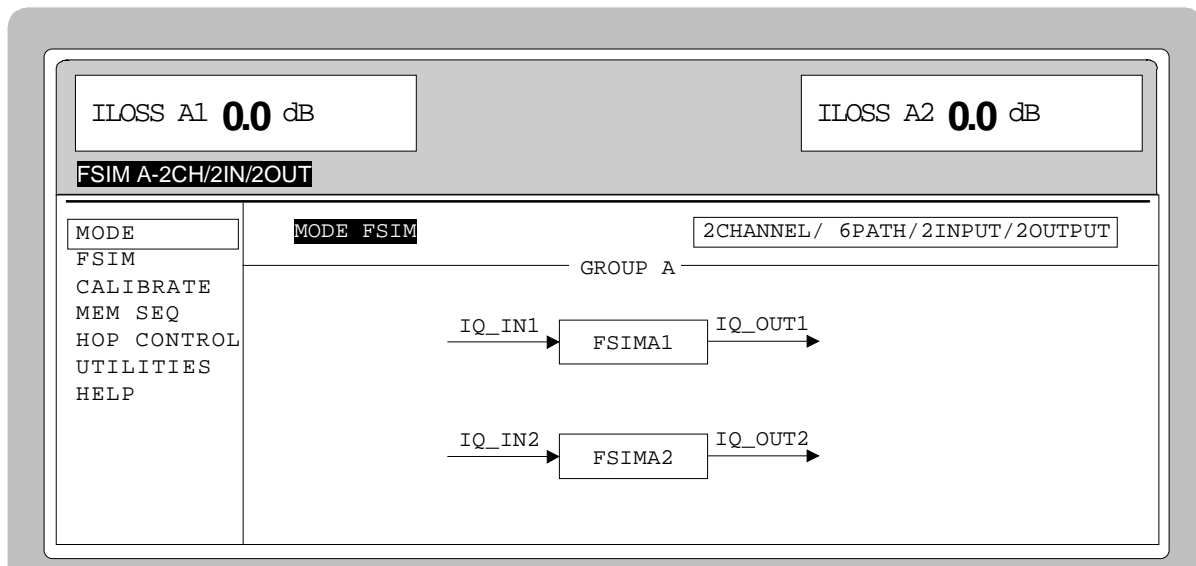 ILOSS A1 0.0 dB
ILOSS A2 0.0 dB
FSIM A-2CH/2IN/2OUT
MODE
FSIM
CALIBRATE
MEM SEQ
HOP CONTROL
UTILITIES
HELP
MODE FSIM
2CHANNEL/ 6PATH/2INPUT/2OUTPUT
GROUP A
IQ_IN1
FSIMA1
IQ_OUT1
IQ_IN2
FSIMA2
IQ_OUT2